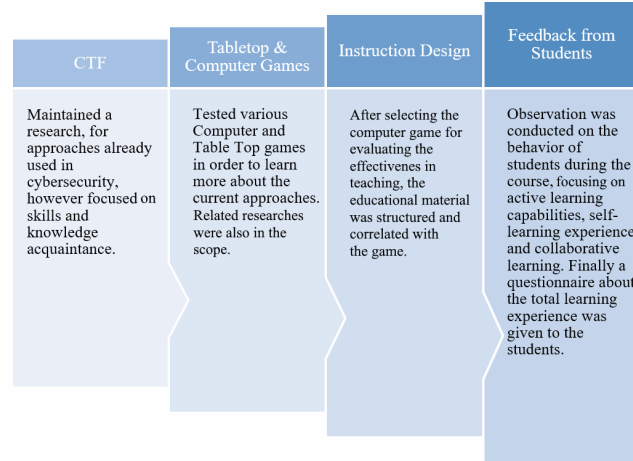 CTF
Maintained a
research, for
approaches already
used in
cybersecurity,
however focused on
skills and
knowledge
acquaintance.
Tabletop &
Computer Games
Tested various
Computer and
Table Top games
in order to learn
more about the
current approaches.
Related researches
were also in the
scope.
Instruction Design
After selecting the
computer game for
evaluating the
effectivenes in
teaching, the
educational material
was structured and
correlated with
the game.
Feedback from
Students
Observation was
conducted on the
behavior of
students during the
course, focusing on
active learning
capabilities, self-
learning experience
and collaborative
learning. Finally a
questionnaire about
the total learning
experience was
given to the
students.